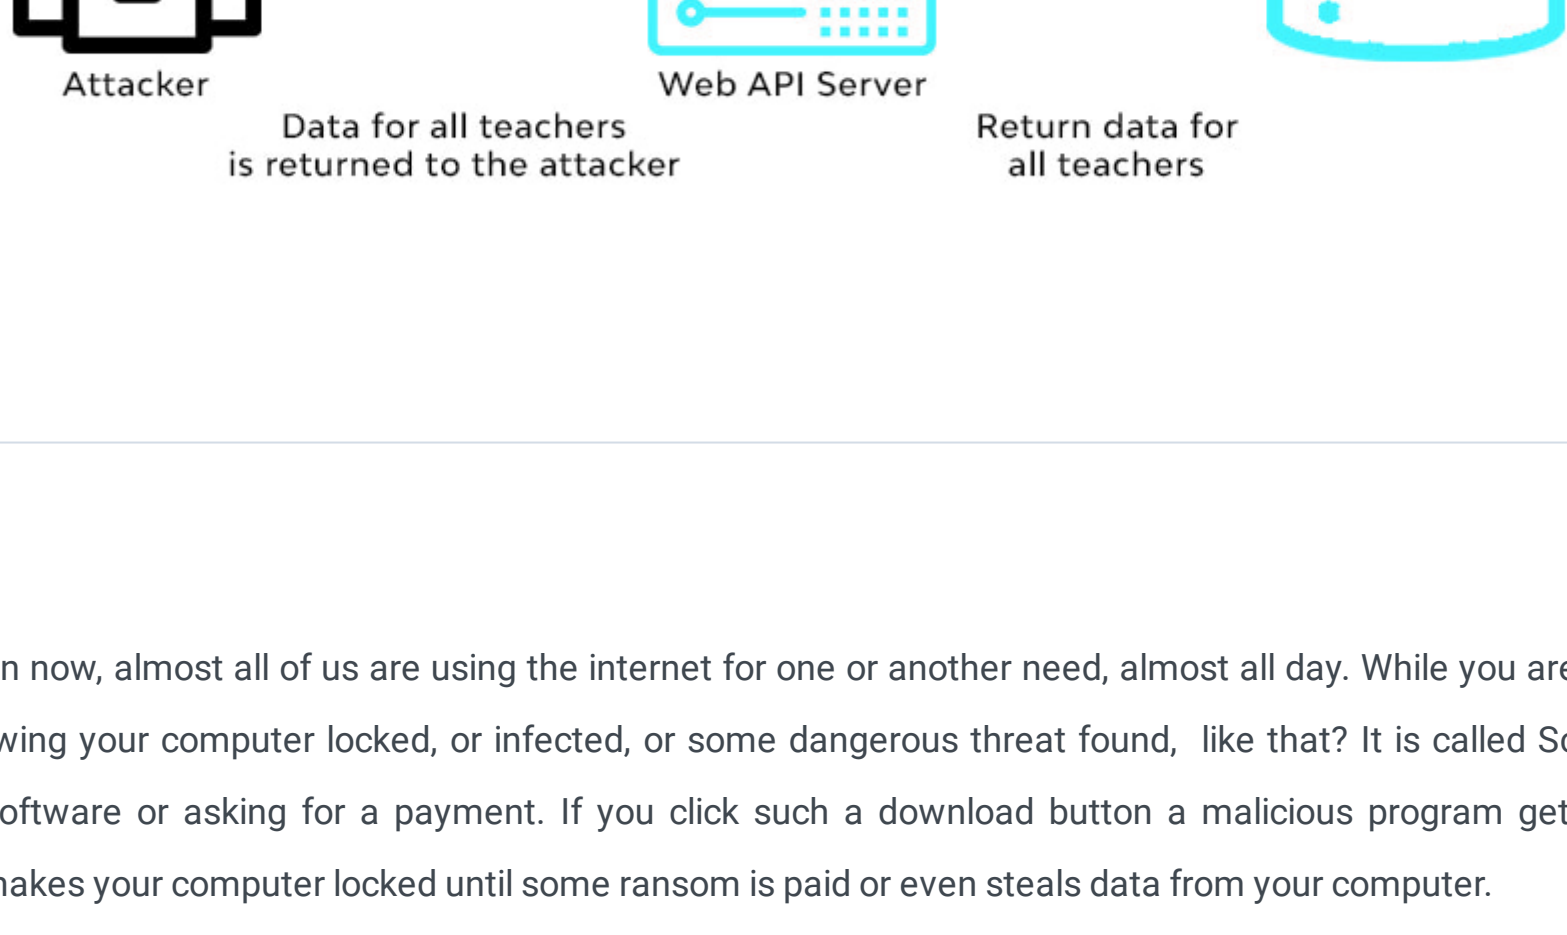 Attacker
Web API Server
Data for all teachers
is returned to the attacker
Return data for
all teachers
n now, almost all of us are using the internet for one or another need, almost all day. While you are
wing your computer locked, or infected, or some dangerous threat found,  like that? It is called Sc
oftware or asking for a payment. If you click such a download button a malicious program get
nakes your computer locked until some ransom is paid or even steals data from your computer.